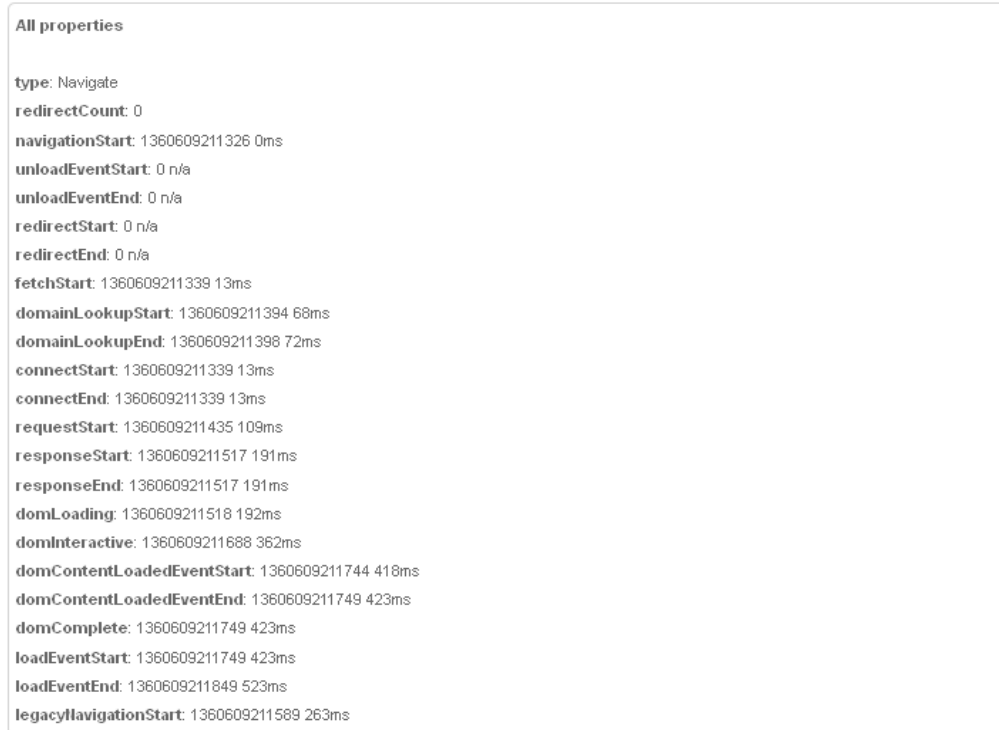 All properties
type: Navigate
redirectCount: 0
navigationStart: 1360609211326 0ms
unloadEventStart: 0 n/a
unloadEventEnd: 0 n/a
redirectStart: 0 n/a
redirectEnd: 0 n/a
fetchStart: 1360609211339 13ms
domainLookupStart: 1360609211394 68ms
domainLookupEnd: 1360609211398 72ms
connectStart: 1360609211339 13ms
connectEnd: 1360609211339 13ms
requestStart: 1360609211435 109ms
responseStart: 1360609211517 191ms
responseEnd: 1360609211517 191ms
domLoading: 1360609211518 192ms
domInteractive: 1360609211688 362ms
domContentLoadedEventStart: 1360609211744 418ms
domContentLoadedEventEnd: 1360609211749 423ms
domComplete: 1360609211749 423ms
loadEventStart: 1360609211749 423ms
loadEventEnd: 1360609211849 523ms
legacyNavigationStart: 1360609211589 263ms